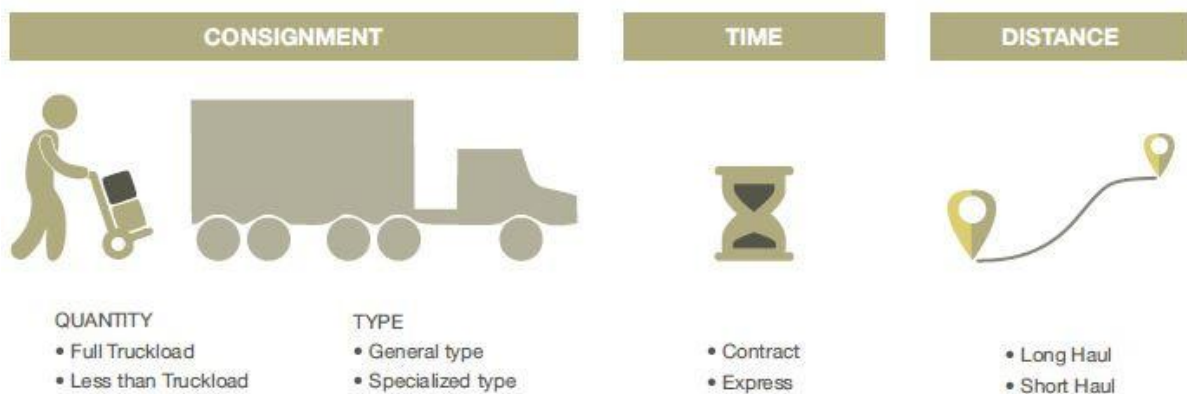 CONSIGNMENT
TIME
DISTANCE
QUANTITY
• Full Truckload
• Less than Truckload
TYPE
• General type
• Specialized type
• Contract
• Express
• Long Haul
• Short Haul